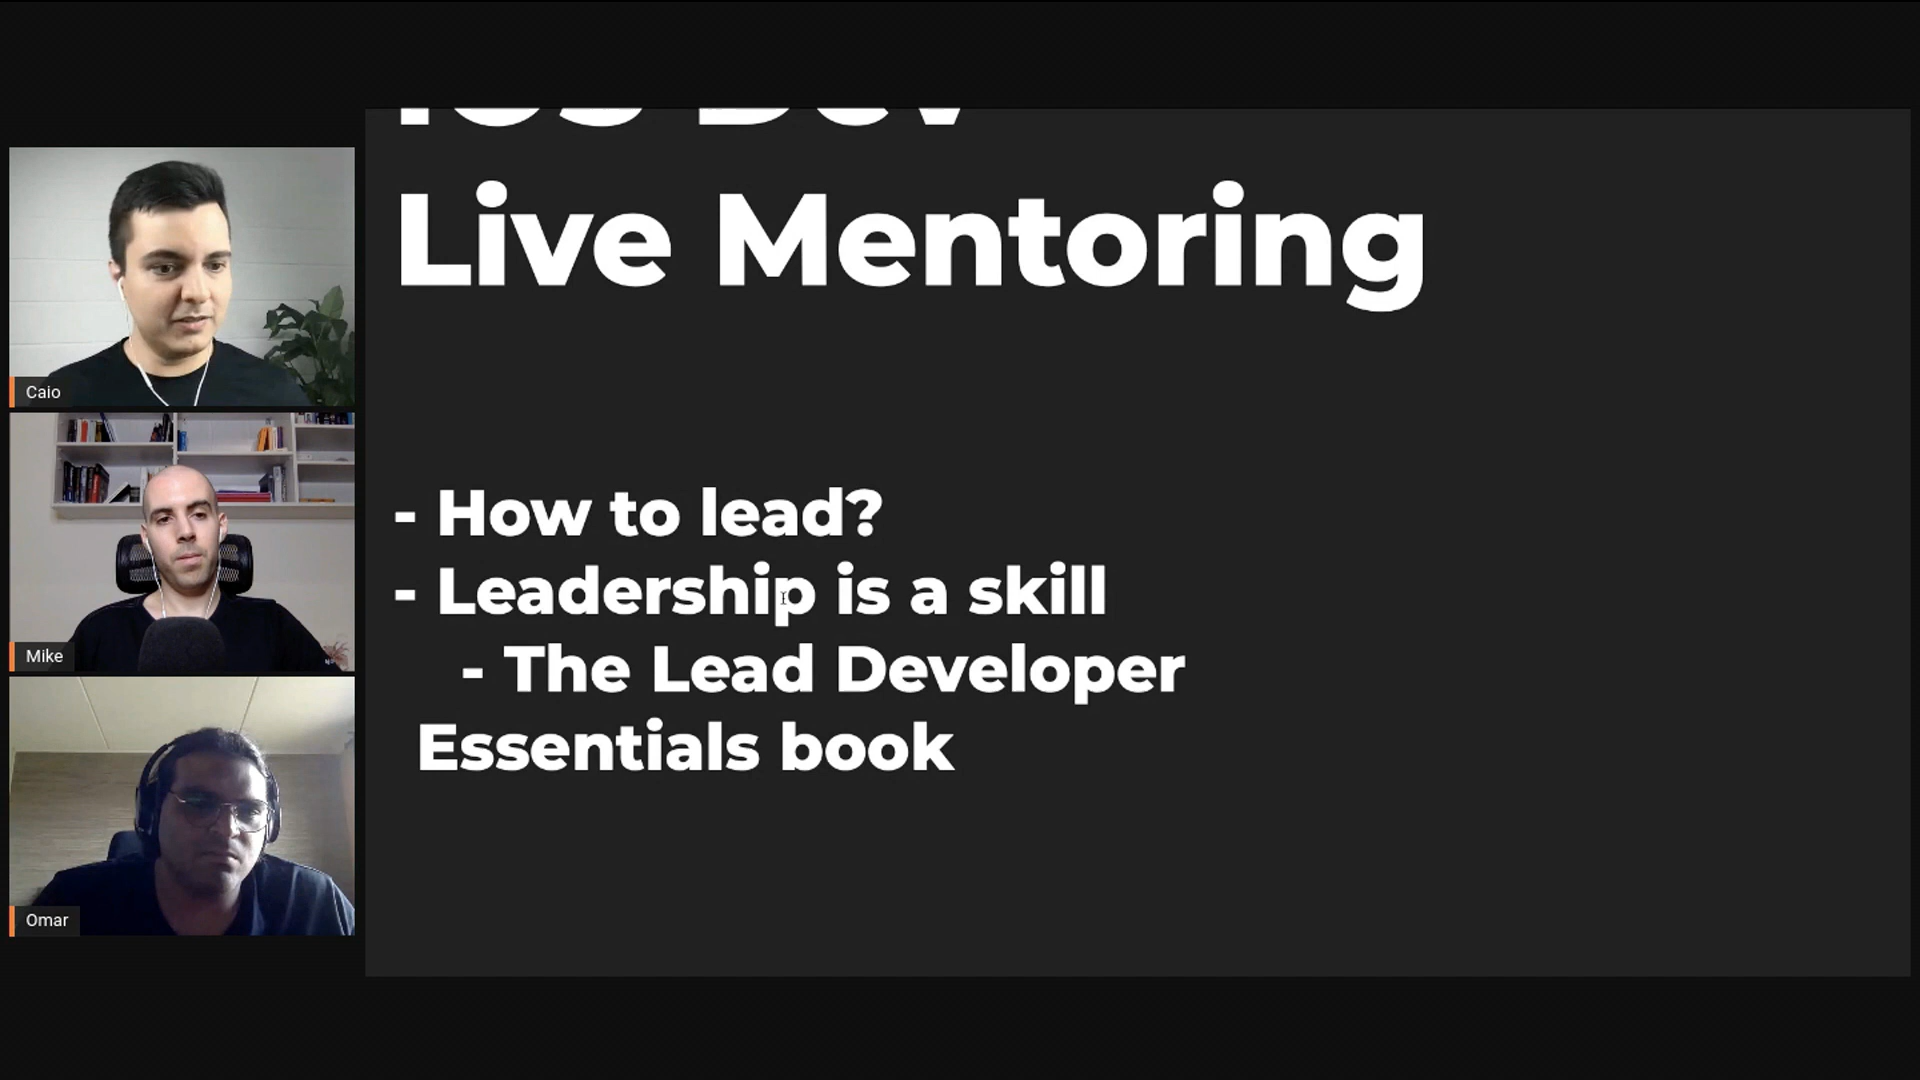 Live Mentoring
- How to lead?
- Leadership is a skill
- The Lead Developer
Essentials book
Caio
Mike
Omar